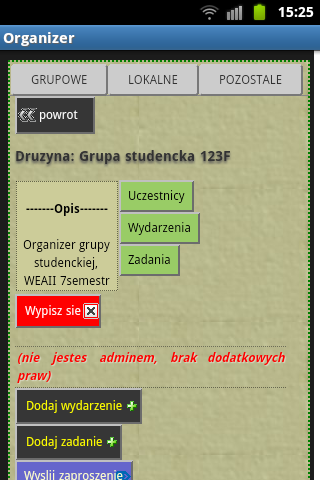 15:25
Organizer
GRUPOWE LOKALNE POZOSTALE
powrot
Druzyna: Grupa studencka 123F
-------Opis-------
Organizer grupy
studenckiej,
WEAII 7semestr
Uczestnicy
Wydarzenia
Zadania
Wypisz sie
(nie jestes adminem, brak dodatkowych
praw)
Dodaj wydarzenie
Dodaj zadanie
Wyslij zaproszenie